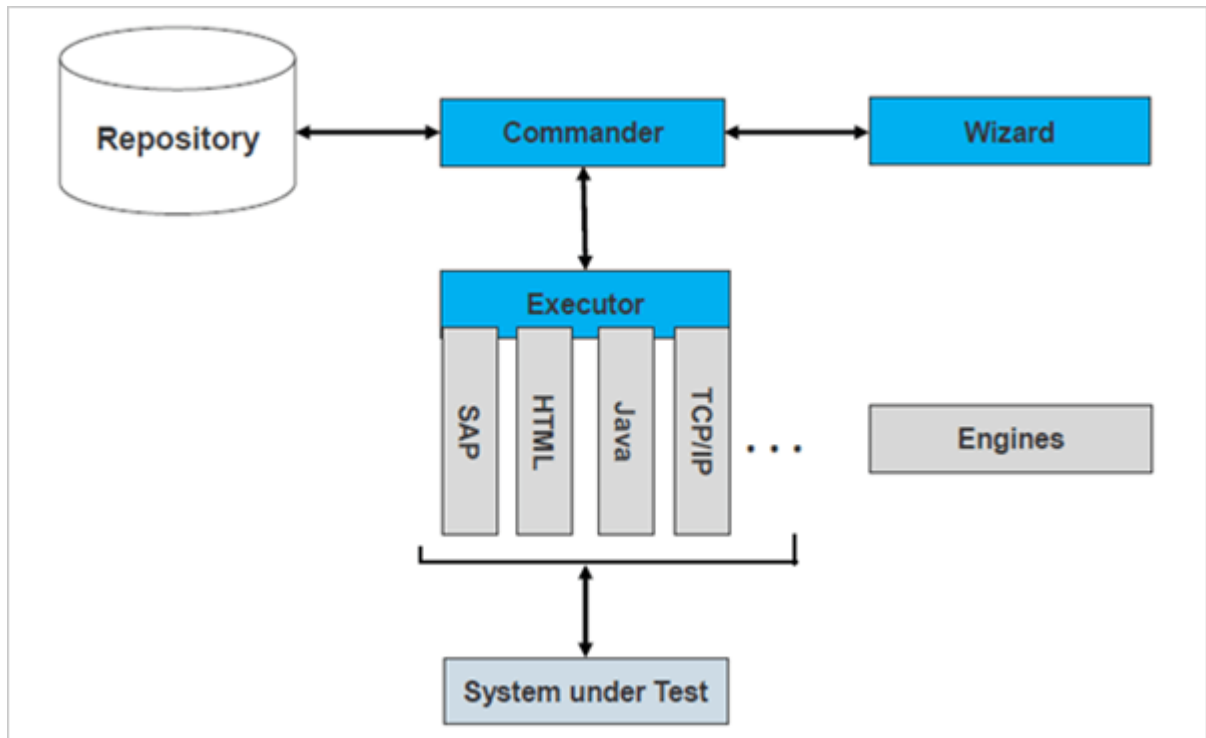 Repository
Commander
Wizard
Executor
SAP
HTML
Java
TCP/IP
...
Engines
System under Test